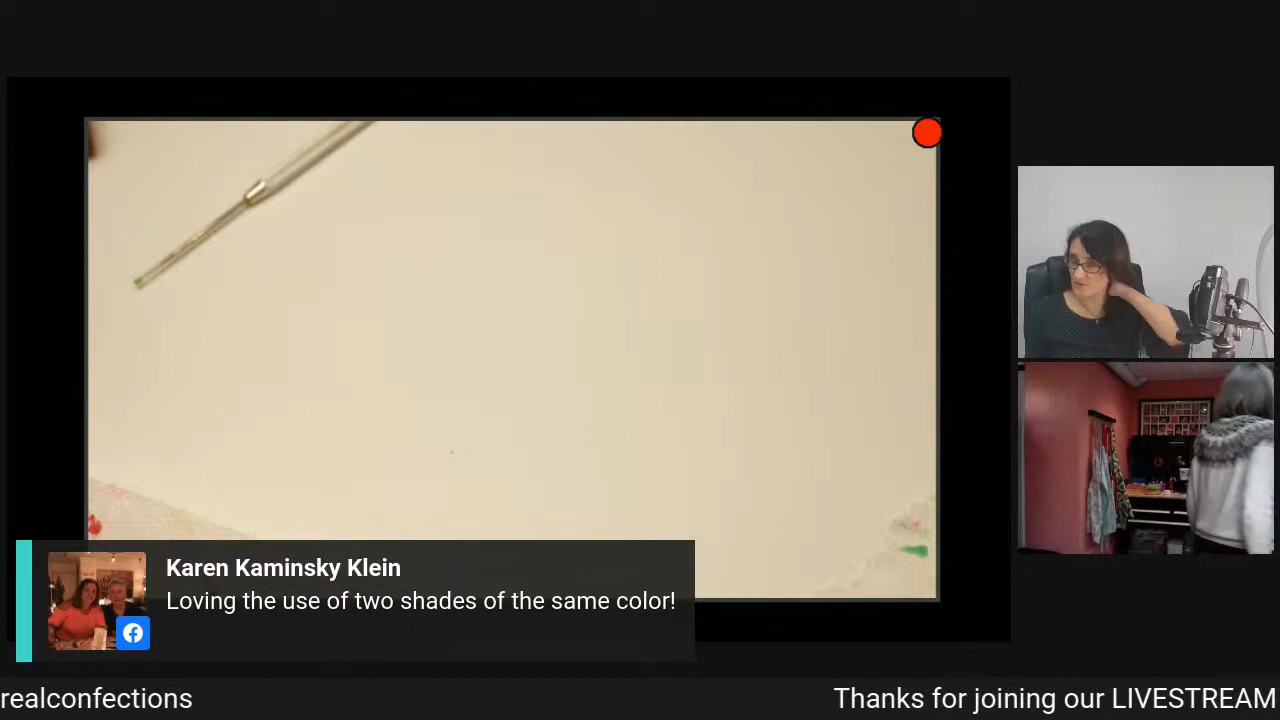 Karen Kaminsky Klein
Loving the use of two shades of the same color!
realconfections
Thanks for joining our LIVESTREAM